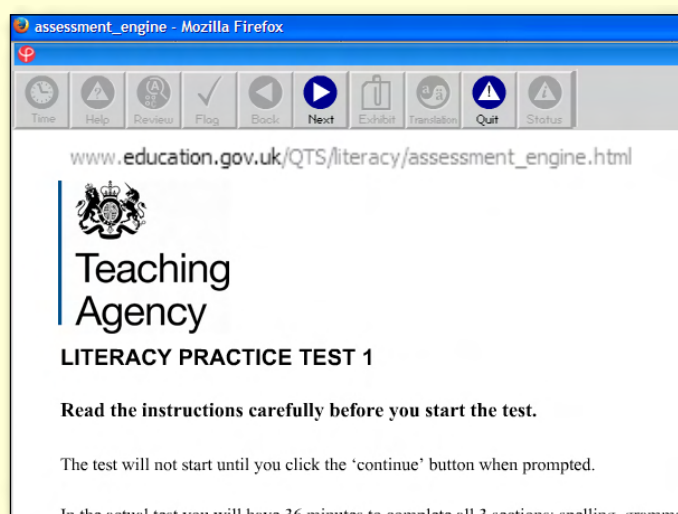 assessment_engine - Mozilla Firefox
Time Help Review Flag Back Next Exhibit Translation Quit Status
www.education.gov.uk/QTS/literacy/assessment_engine.html
Teaching
Agency
LITERACY PRACTICE TEST 1
Read the instructions carefully before you start the test.
The test will not start until you click the ‘continue’ button when prompted.
In the actual test you will have 36 minutes to complete all 3 sections: spelling, gramma